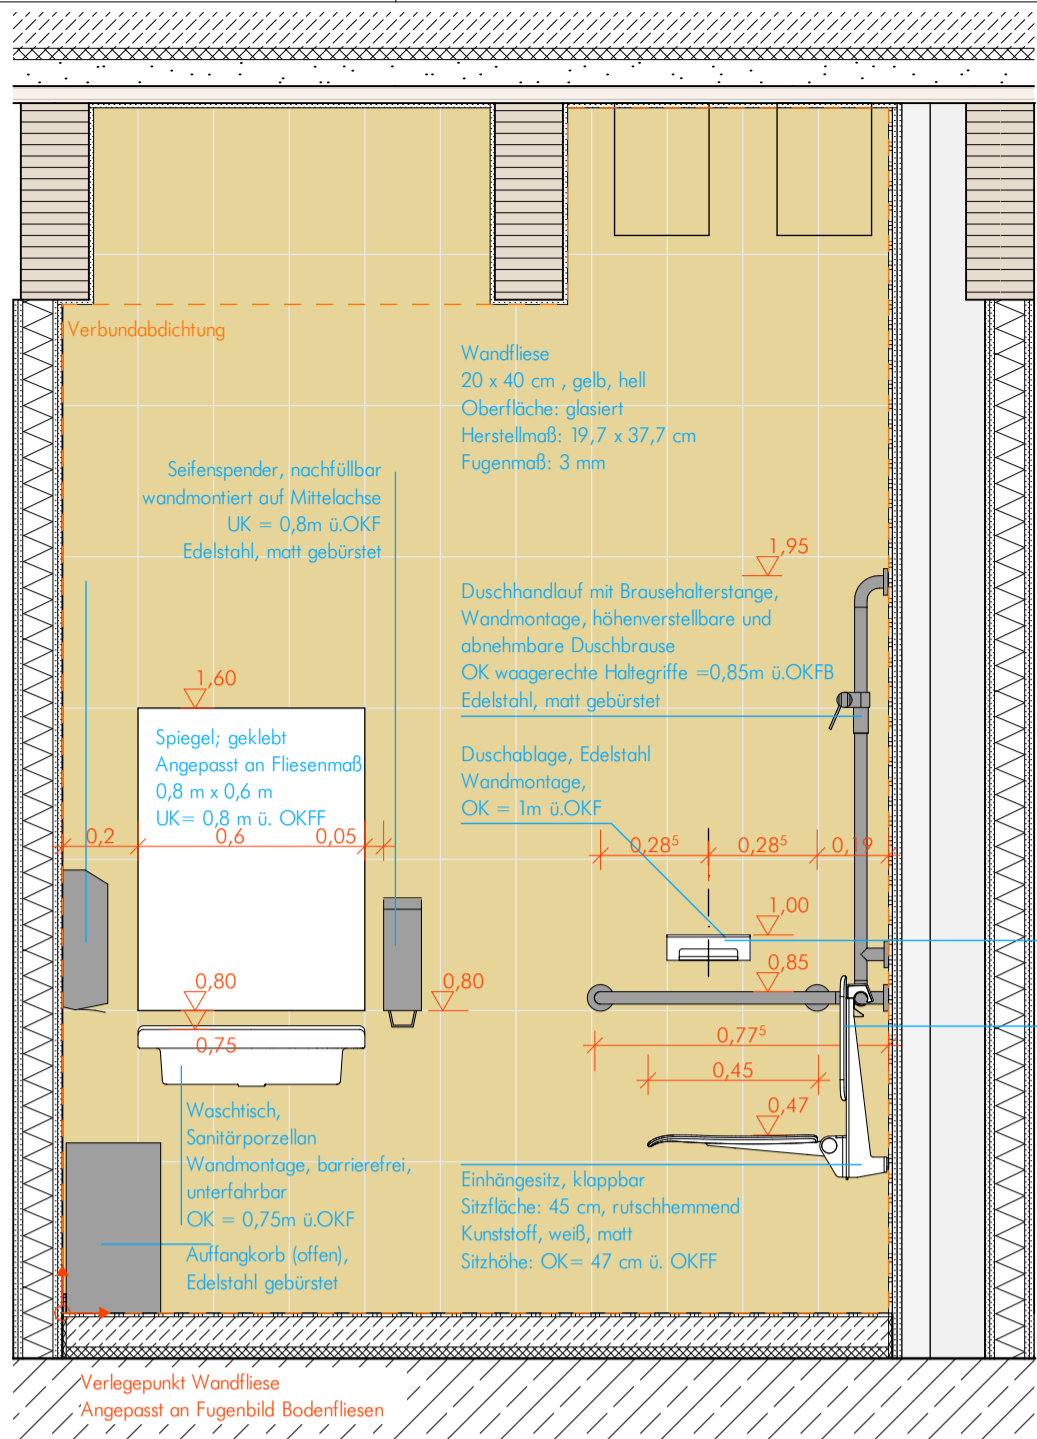 Verbundabdichtung
Wandfliese
20 x 40 cm , gelb, hell
Oberfläche: glasiert
Herstellmaß: 19,7 x 37,7 cm
Fugenmaß: 3 mm
Seifenspender, nachfüllbar
wandmontiert auf Mittelachse
UK = 0,8m ü.OKF
Edelstahl, matt gebürstet
1,95
Duschhandlauf mit Brausehalterstange,
Wandmontage, höhenverstellbare und
abnehmbare Duschbrause
OK waagerechte Haltegriffe =0,85m ü.OKFB
Edelstahl, matt gebürstet
1,60
Spiegel; geklebt
Angepasst an Fliesenmaß
0,8 m x 0,6 m
UK= 0,8 m ü. OKFF
Duschablage, Edelstahl
Wandmontage,
OK = 1m ü.OKF
0,2 0,6 0,05
0,28⁵ 0,28⁵ 0,19
1,00
0,85
0,80 0,80
0,75
0,77⁵
0,45
0,47
Waschtisch,
Sanitärporzellan
Wandmontage, barrierefrei,
unterfahrbar
OK = 0,75m ü.OKF
Auffangkorb (offen),
Edelstahl gebürstet
Einhängesitz, klappbar
Sitzfläche: 45 cm, rutschhemmend
Kunststoff, weiß, matt
Sitzhöhe: OK= 47 cm ü. OKFF
Verlegepunkt Wandfliese
Angepasst an Fugenbild Bodenfliesen